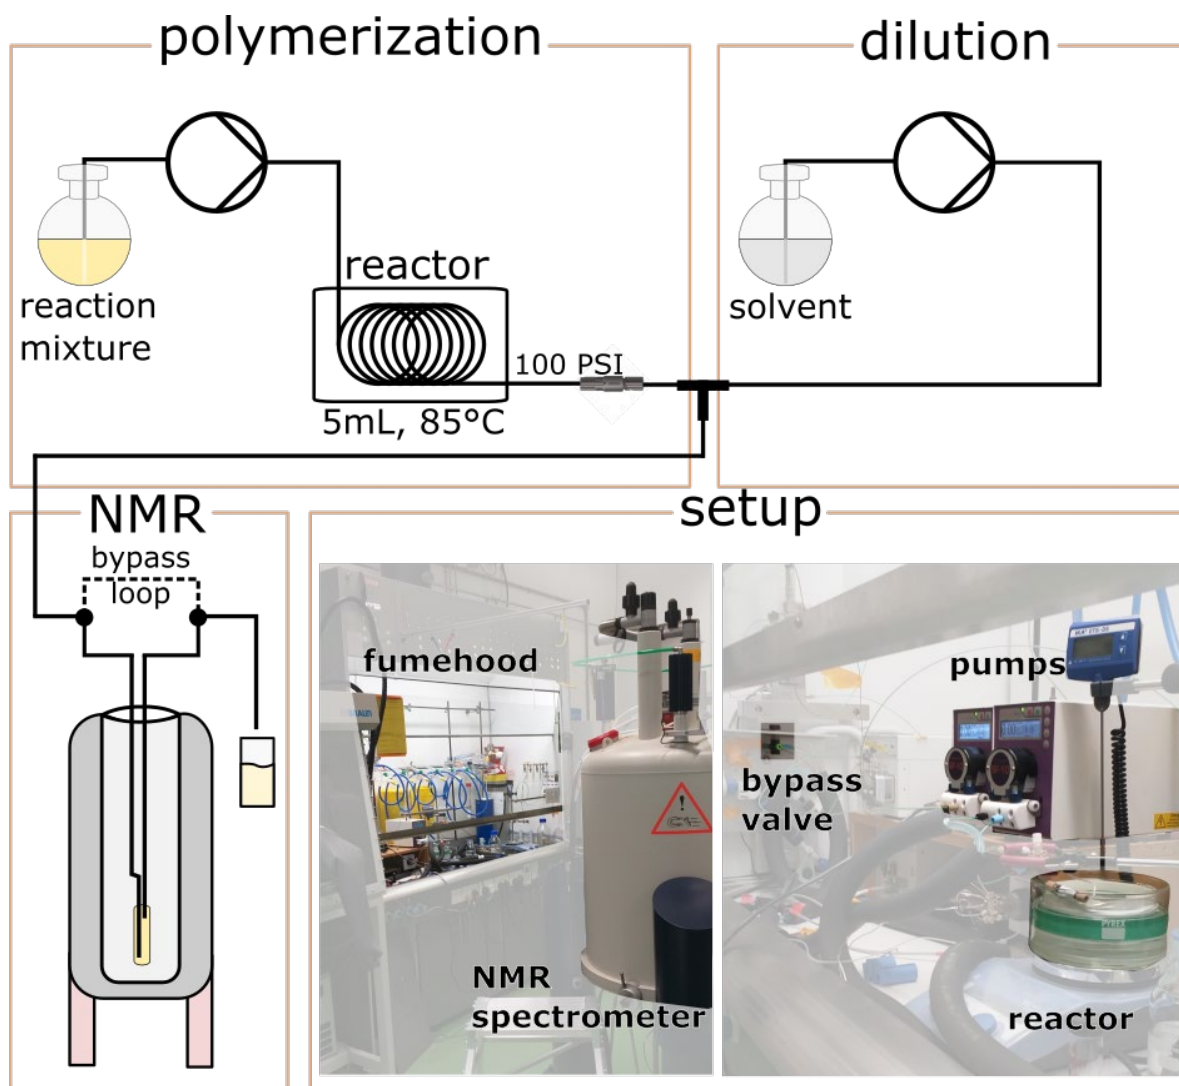 polymerization
dilution
reaction
mixture
reactor
5mL, 85°C
100 PSI
solvent
NMR
bypass
loop
setup
fumehood
NMR
spectrometer
pumps
bypass
valve
reactor
PYREX